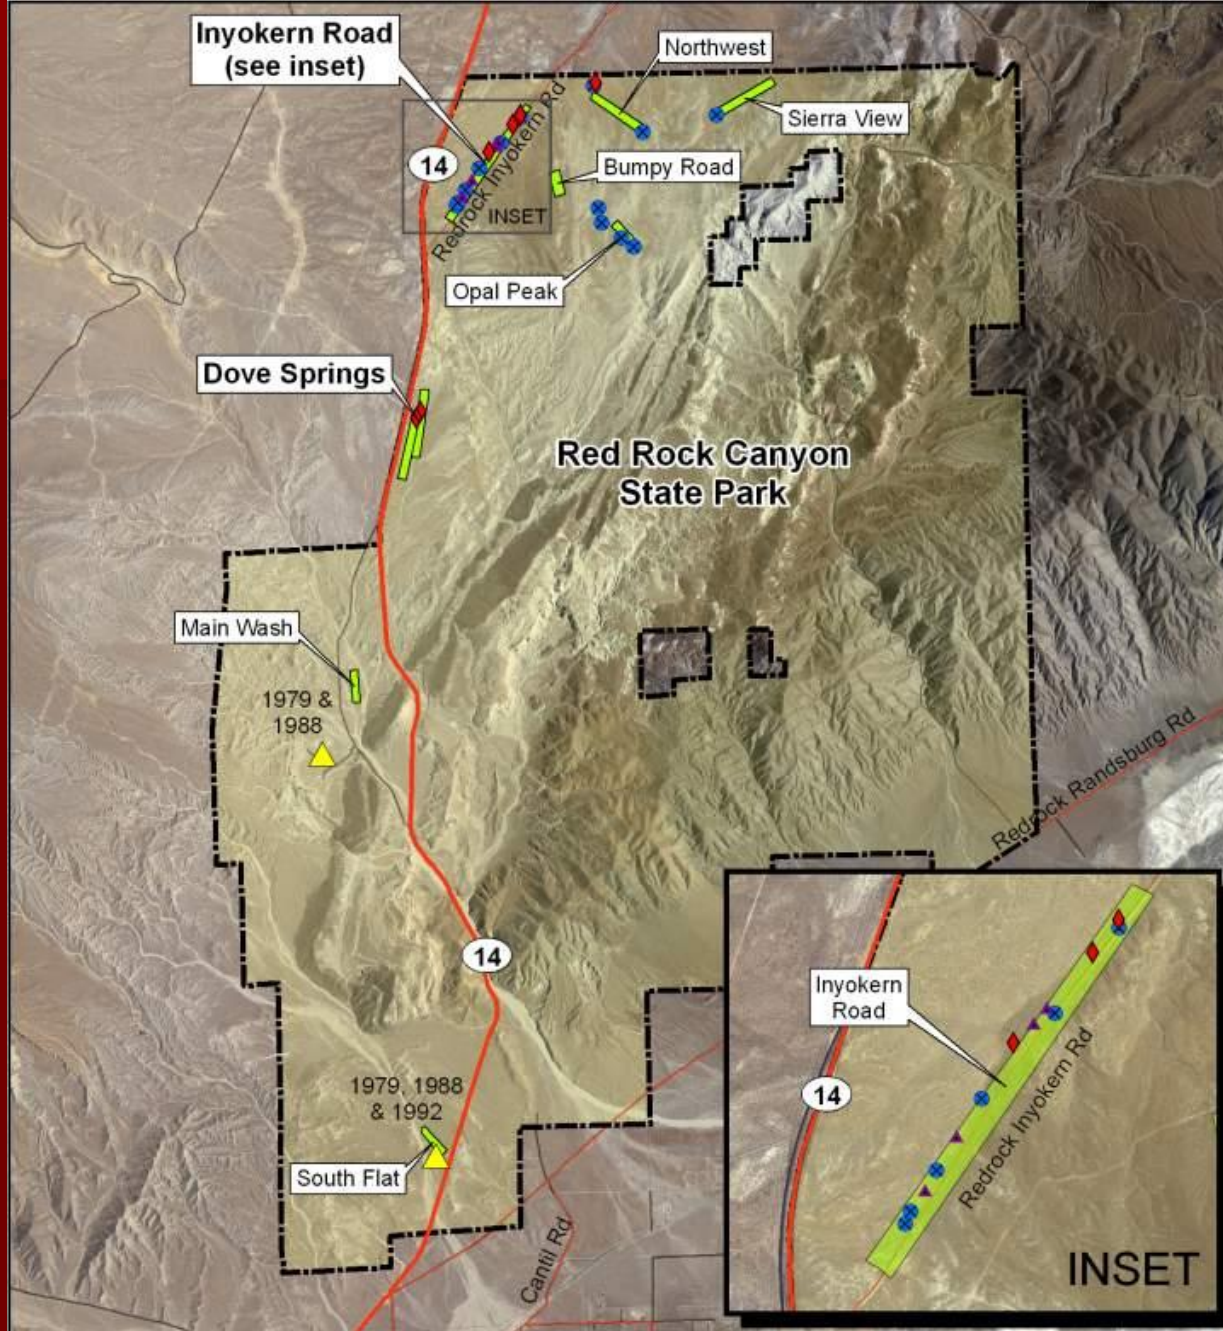 Inyokern Road
(see inset)
Northwest
Sierra View
14
Redrock Inyokern Rd
Bumpy Road
INSET
Opal Peak
Dove Springs
Red Rock Canyon
State Park
Main Wash
1979 &
1988
Redrock Randsburg Rd
14
1979, 1988
& 1992
South Flat
Cantil Rd
Inyokern
Road
14
Redrock Inyokern Rd
INSET